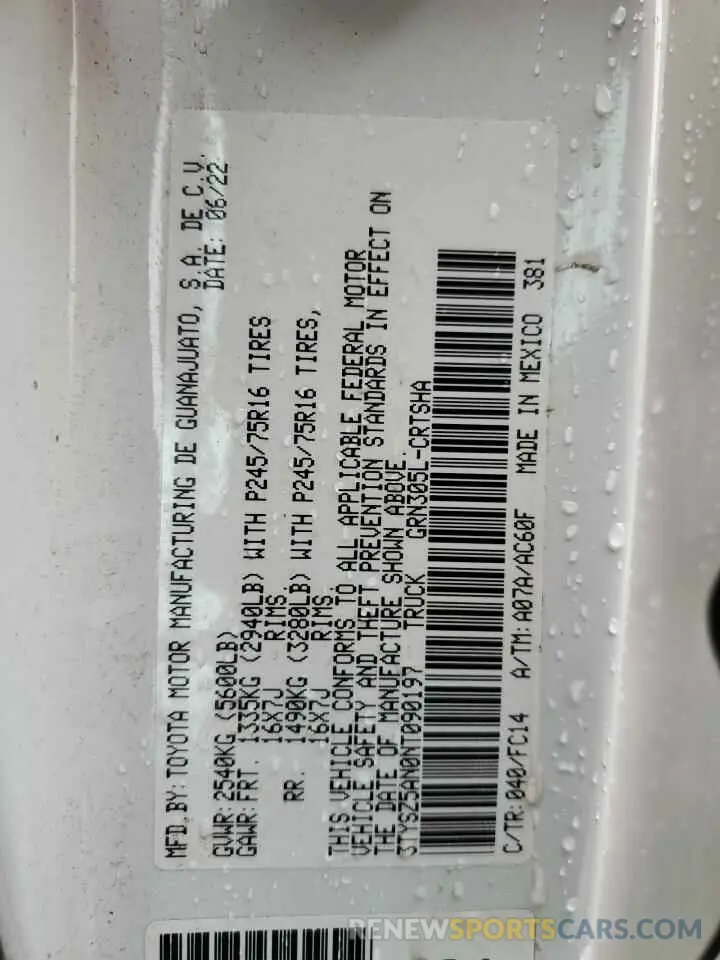 MFD. BY: TOYOTA MOTOR MANUFACTURING DE GUANAJUATO, S.A. DE C.V.
DATE: 06/22
GVWR: 2540KG (5600LB)
GAWR: FRT. 1335KG (2940LB) WITH P245/75R16 TIRES
16X7J RIMS.
RR. 1490KG (3280LB) WITH P245/75R16 TIRES,
16X7J RIMS.
THIS VEHICLE CONFORMS TO ALL APPLICABLE FEDERAL MOTOR
VEHICLE SAFETY AND THEFT PREVENTION STANDARDS IN EFFECT ON
THE DATE OF MANUFACTURE SHOWN ABOVE.
3TYSZ5AN0NT090197 TRUCK GRN305L-CRTSHA
C/TR: 040/FC14 A/TM: A07A/AC60F MADE IN MEXICO 381
RENEWSPORTSCARS.COM